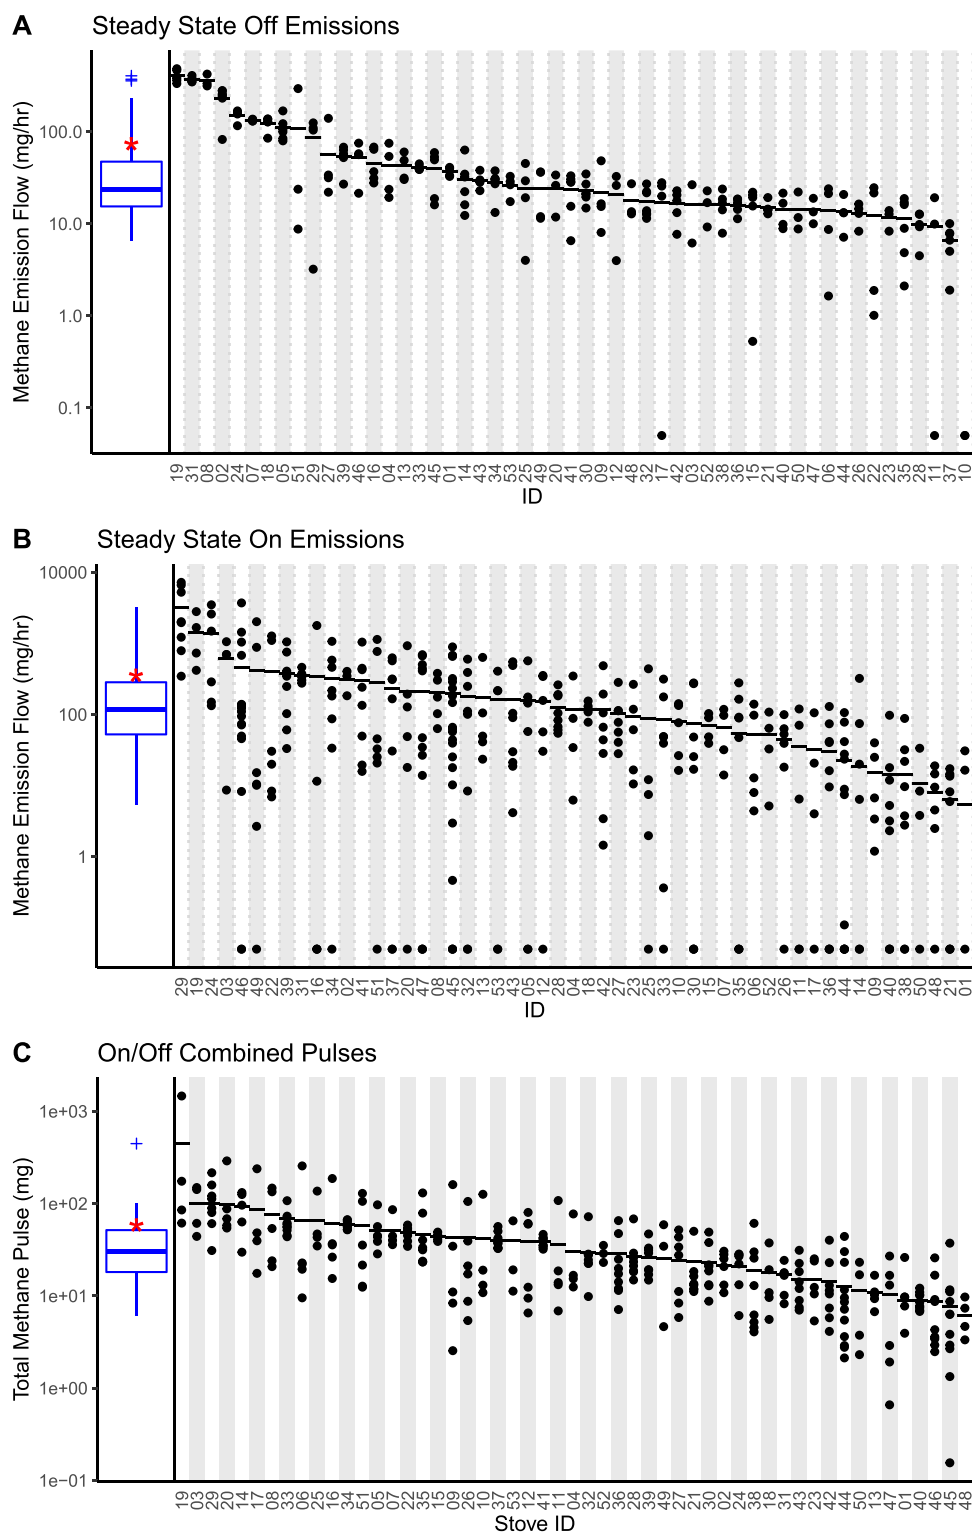 A Steady State Off Emissions
Methane Emission Flow (mg/hr)
100.0
10.0
1.0
0.1
19 31 08 02 24 07 18 05 51 29 27 39 46 16 04 13 33 45 01 14 43 34 53 25 49 20 41 30 09 12 48 32 17 42 03 52 38 36 15 21 40 50 47 06 44 26 22 23 35 28 11 37 10
ID
B Steady State On Emissions
Methane Emission Flow (mg/hr)
10000
100
1
29 19 24 03 46 49 22 39 31 16 34 02 41 51 37 20 47 08 45 32 13 53 43 05 12 28 04 18 42 27 23 25 33 10 30 15 07 35 06 52 26 11 17 36 44 14 09 40 38 50 48 21 01
ID
C On/Off Combined Pulses
Total Methane Pulse (mg)
1e+03
1e+02
1e+01
1e+00
1e−01
19 03 29 20 14 17 08 33 06 25 16 34 51 05 07 22 35 15 09 26 10 37 53 12 41 11 04 32 52 36 28 39 49 27 21 30 02 24 38 18 31 43 23 42 44 50 13 47 01 40 46 45 48
Stove ID